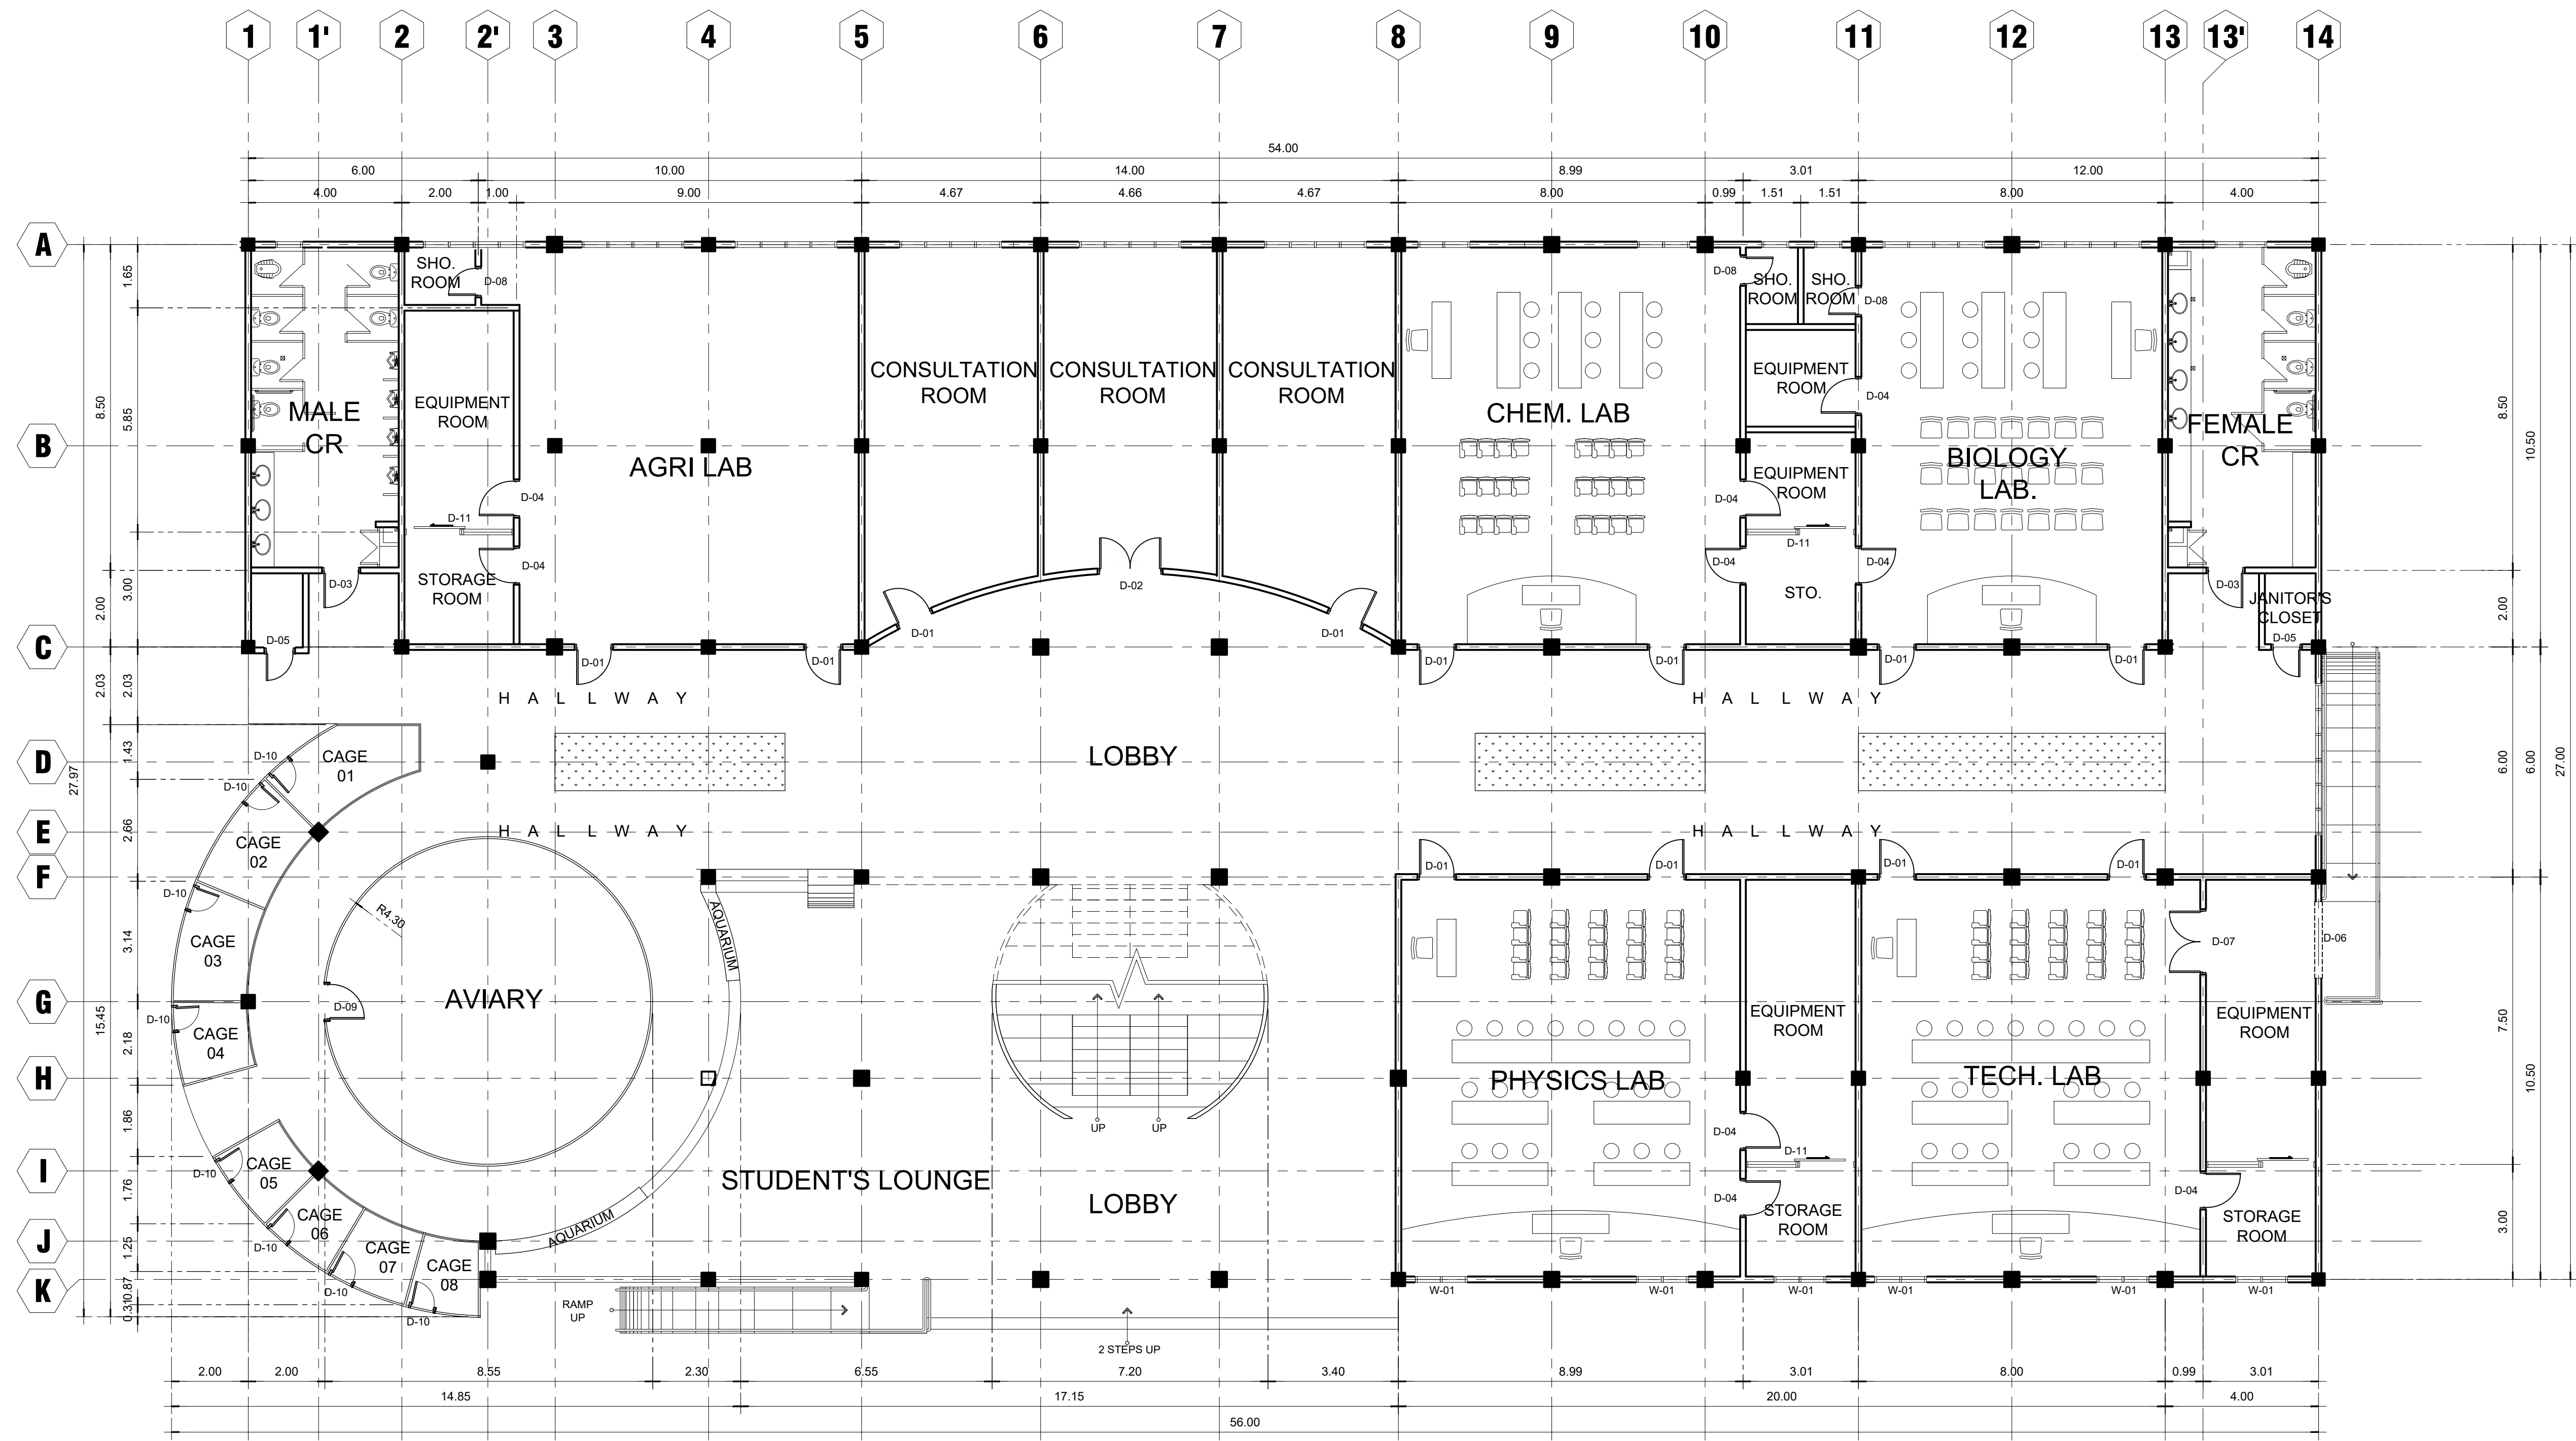 1 1' 2 2' 3 4 5 6 7 8 9 10 11 12 13 13' 14
54.00
6.00 10.00 14.00 8.99 3.01 12.00
4.00 2.00 1.00 9.00 4.67 4.66 4.67 8.00 0.99 1.51 1.51 8.00 4.00
A
B
C
D
E
F
G
H
I
J
K
1.65
5.85
8.50
3.00
2.00
2.03
2.03
1.43
2.66
27.97
3.14
15.45
2.18
1.86
1.76
1.25
0.87
0.31
SHO.
ROOM
D-08
MALE
CR
EQUIPMENT
ROOM
AGRI LAB
D-04
D-11
D-04
STORAGE
ROOM
D-03
D-05
D-01
D-01
CONSULTATION
ROOM
CONSULTATION
ROOM
CONSULTATION
ROOM
D-01
D-02
D-01
CHEM. LAB
D-08
SHO.
ROOM
SHO.
ROOM
D-08
EQUIPMENT
ROOM
D-04
EQUIPMENT
ROOM
D-04
D-11
D-04
D-04
STO.
D-01
D-01
BIOLOGY
LAB.
D-01
D-01
FEMALE
CR
D-03
JANITOR'S
CLOSET
D-05
8.50
10.50
2.00
6.00
6.00
27.00
7.50
10.50
3.00
HALLWAY
HALLWAY
LOBBY
HALLWAY
HALLWAY
CAGE
01
D-10
D-10
CAGE
02
D-10
CAGE
03
D-10
CAGE
04
D-10
CAGE
05
D-10
CAGE
06
D-10
CAGE
07
D-10
CAGE
08
R4.30
AVIARY
D-09
AQUARIUM
AQUARIUM
STUDENT'S LOUNGE
UP
UP
LOBBY
RAMP
UP
2 STEPS UP
D-01
D-01
PHYSICS LAB
EQUIPMENT
ROOM
D-04
D-11
D-04
STORAGE
ROOM
D-01
D-01
TECH. LAB
D-07
D-06
EQUIPMENT
ROOM
D-04
STORAGE
ROOM
W-01 W-01 W-01 W-01 W-01 W-01
2.00 2.00 8.55 2.30 6.55 7.20 3.40 8.99 3.01 8.00 0.99 3.01
14.85 17.15 20.00 4.00
56.00